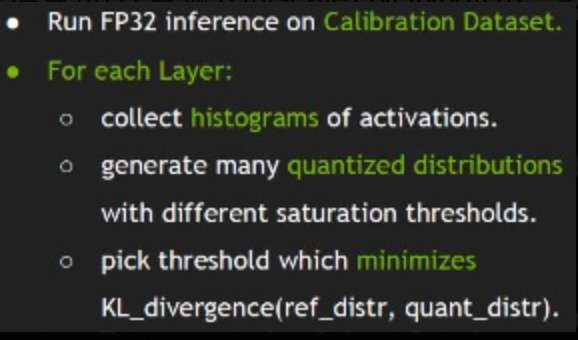 ● Run FP32 inference on Calibration Dataset.
● For each Layer:
○ collect histograms of activations.
○ generate many quantized distributions
with different saturation thresholds.
○ pick threshold which minimizes
KL_divergence(ref_distr, quant_distr).